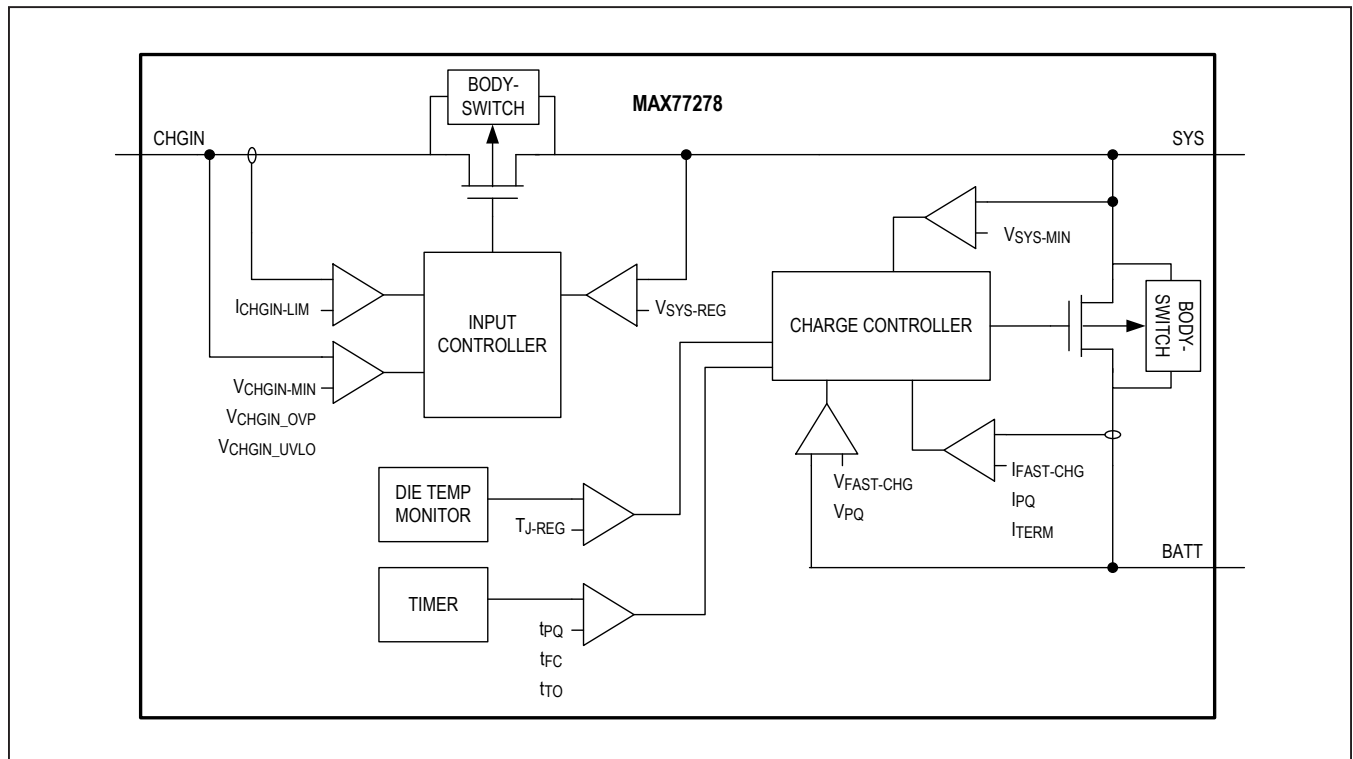 BODY-
SWITCH
MAX77278
CHGIN
SYS
VSYS-MIN
ICHGIN-LIM
INPUT
CONTROLLER
VSYS-REG
CHARGE CONTROLLER
BODY-
SWITCH
VCHGIN-MIN
VCHGIN_OVP
VCHGIN_UVLO
DIE TEMP
MONITOR
TJ-REG
VFAST-CHG
VPQ
IFAST-CHG
IPQ
ITERM
BATT
TIMER
tPQ
tFC
tTO